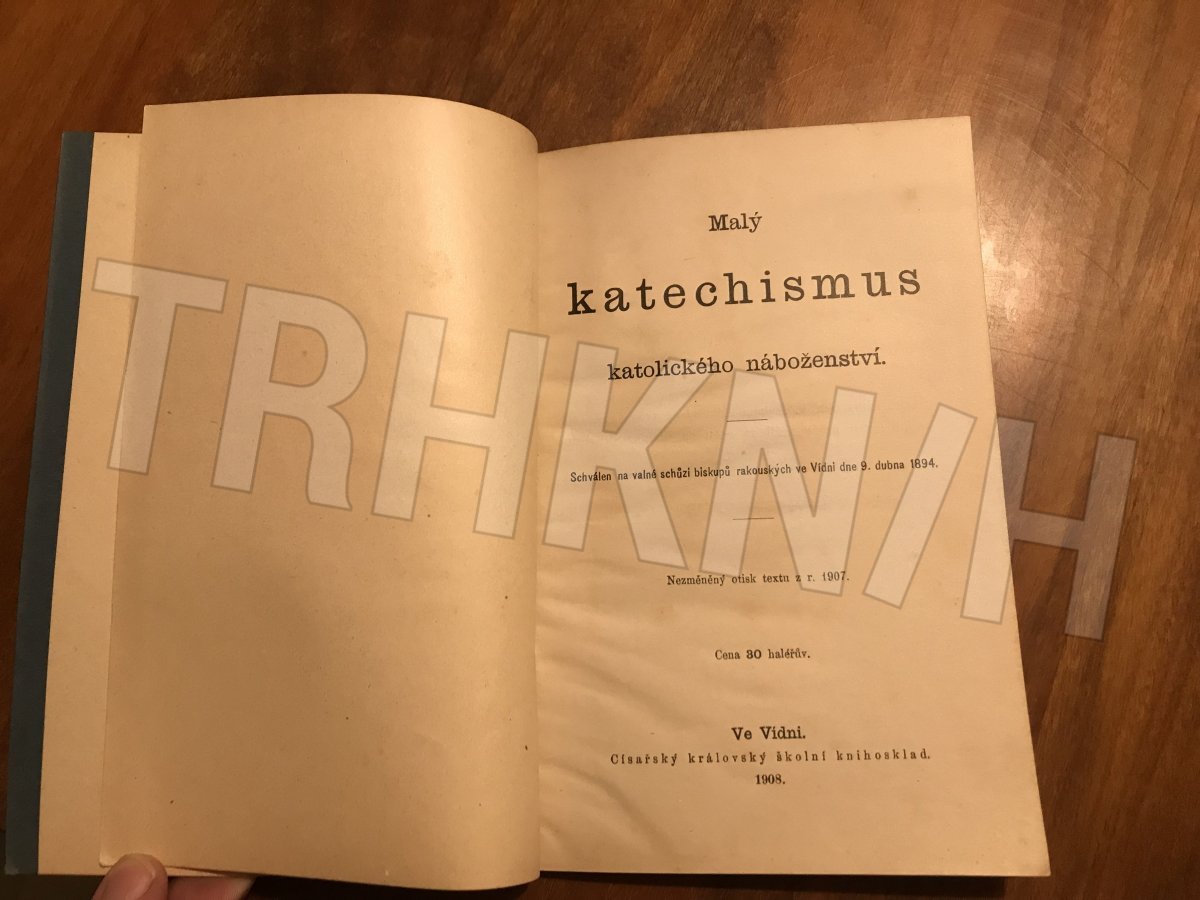 Malý
katechismus
katolického náboženství.
Schválen na valné schůzi biskupů rakouských ve Vídni dne 9. dubna 1894.
Nezměněný otisk textu z r. 1907.
Cena 30 haléřův.
Ve Vídni.
Císařský královský školní knihosklad.
1908.
TRHKNIH